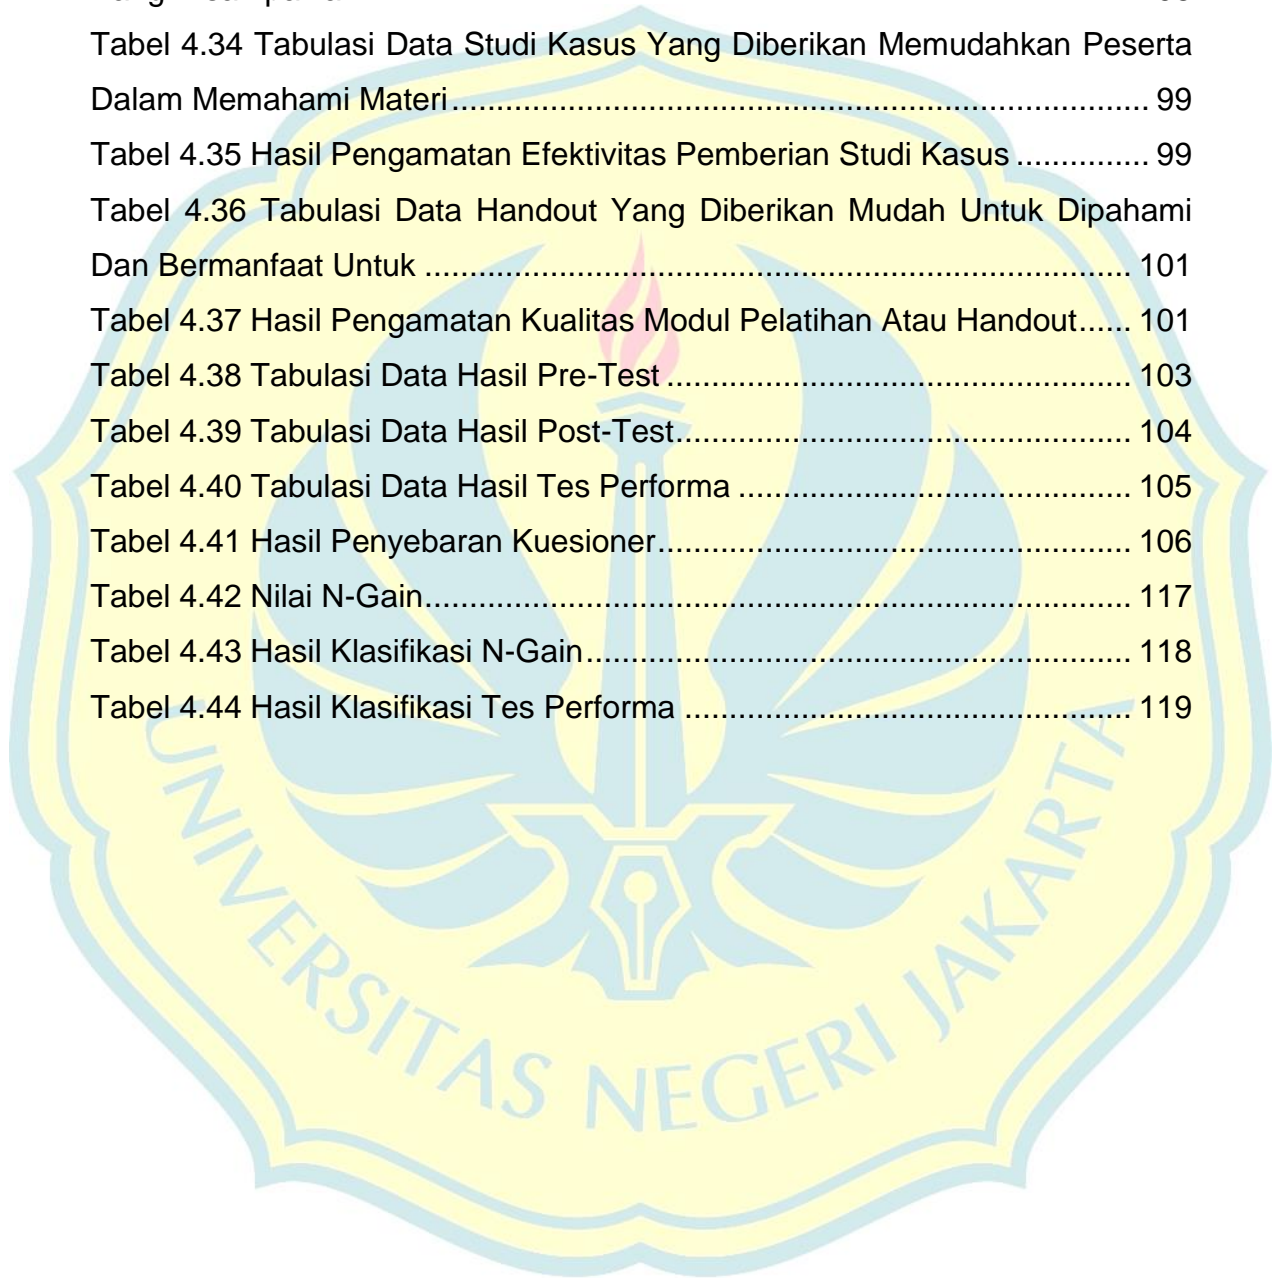 Tabel 4.34 Tabulasi Data Studi Kasus Yang Diberikan Memudahkan Peserta
Dalam Memahami Materi........................................................................... 99
Tabel 4.35 Hasil Pengamatan Efektivitas Pemberian Studi Kasus ............... 99
Tabel 4.36 Tabulasi Data Handout Yang Diberikan Mudah Untuk Dipahami
Dan Bermanfaat Untuk ............................................................................. 101
Tabel 4.37 Hasil Pengamatan Kualitas Modul Pelatihan Atau Handout...... 101
Tabel 4.38 Tabulasi Data Hasil Pre-Test .................................................. 103
Tabel 4.39 Tabulasi Data Hasil Post-Test................................................. 104
Tabel 4.40 Tabulasi Data Hasil Tes Performa .......................................... 105
Tabel 4.41 Hasil Penyebaran Kuesioner................................................... 106
Tabel 4.42 Nilai N-Gain............................................................................. 117
Tabel 4.43 Hasil Klasifikasi N-Gain........................................................... 118
Tabel 4.44 Hasil Klasifikasi Tes Performa ................................................ 119
UNIVERSITAS NEGERI JAKARTA